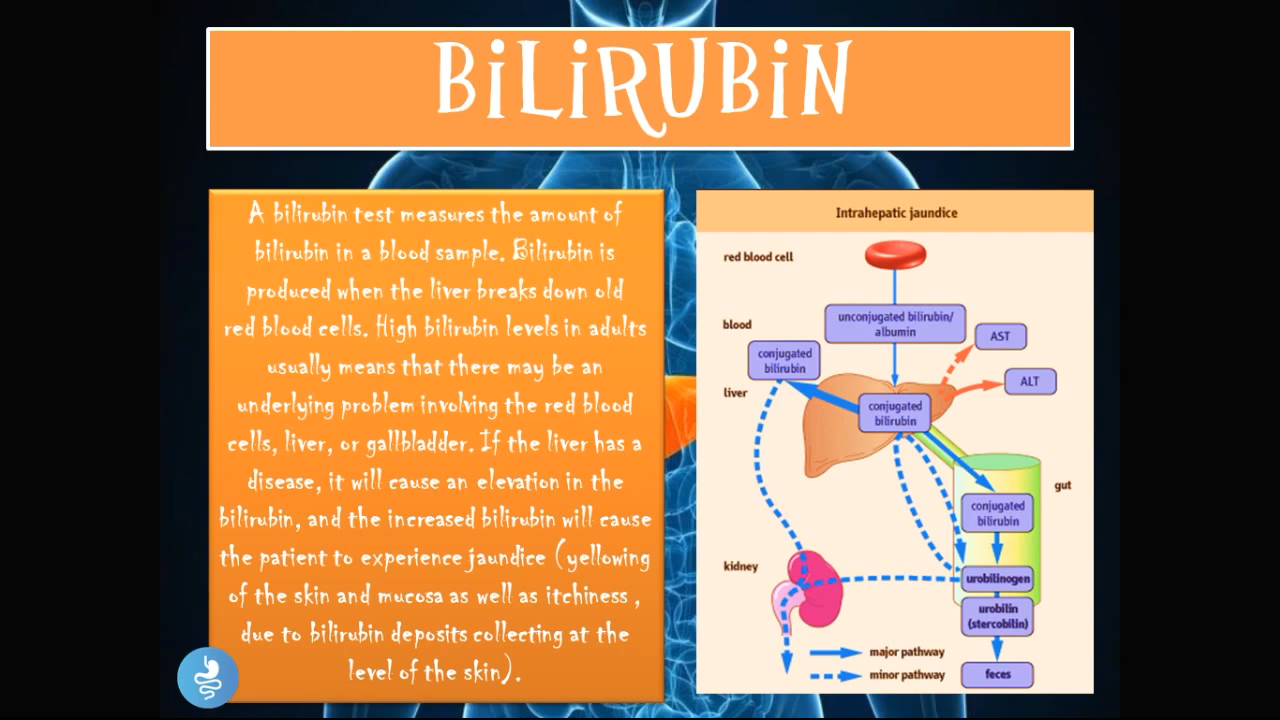 BiLiRUBiN
A bilirubin test measures the amount of
bilirubin in a blood sample. Bilirubin is
produced when the liver breaks down old
red blood cells. High bilirubin levels in adults
usually means that there may be an
underlying problem involving the red blood
cells, liver, or gallbladder. If the liver has a
disease, it will cause an elevation in the
bilirubin, and the increased bilirubin will cause
the patient to experience jaundice (yellowing
of the skin and mucosa as well as itchiness ,
due to bilirubin deposits collecting at the
level of the skin).
Intrahepatic jaundice
red blood cell
blood
unconjugated bilirubin/
albumin
AST
conjugated
bilirubin
ALT
liver
conjugated
bilirubin
gut
conjugated
bilirubin
kidney
urobilinogen
urobilin
(stercobilin)
major pathway
minor pathway
feces